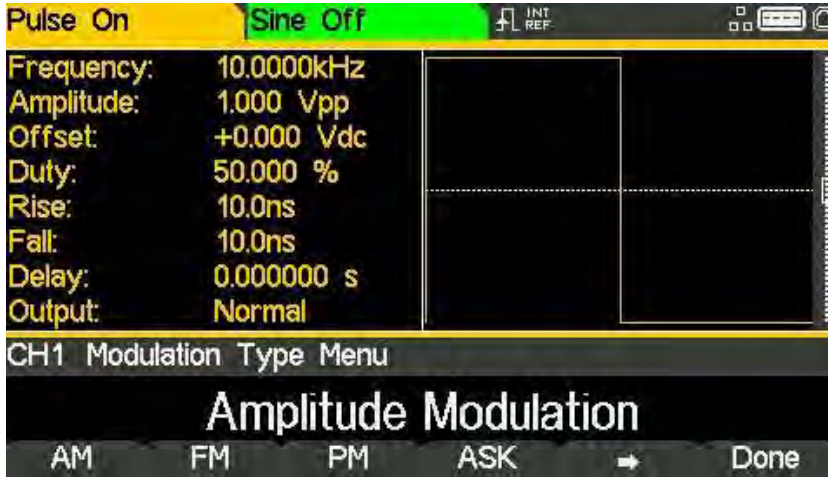 Pulse On Sine Off INT
REF
Frequency: 10.0000kHz
Amplitude: 1.000 Vpp
Offset: +0.000 Vdc
Duty: 50.000 %
Rise: 10.0ns
Fall: 10.0ns
Delay: 0.000000 s
Output: Normal
CH1 Modulation Type Menu
Amplitude Modulation
AM FM PM ASK ➡ Done